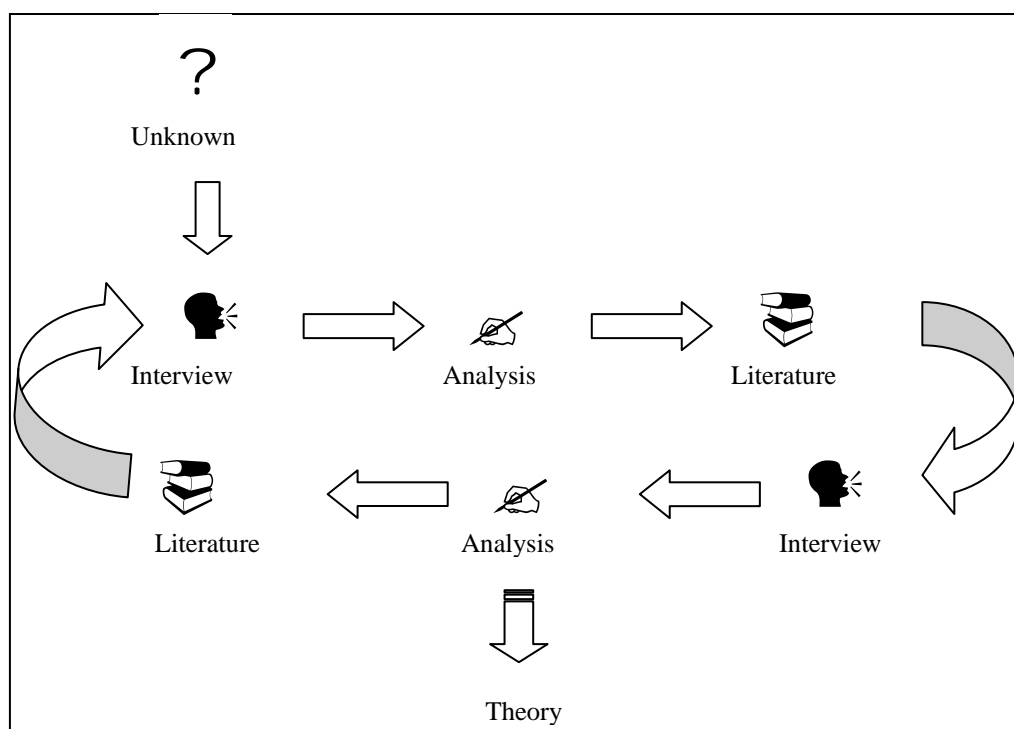 ?
Unknown
Interview Analysis Literature
Literature Analysis Interview
Theory